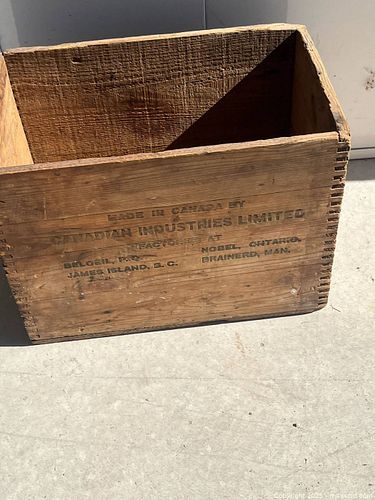 MADE IN CANADA BY
CANADIAN INDUSTRIES LIMITED
FACTORIES AT
BELOEIL, P.Q. NOBEL, ONTARIO.
JAMES ISLAND, B.C. BRAINERD, MAN.